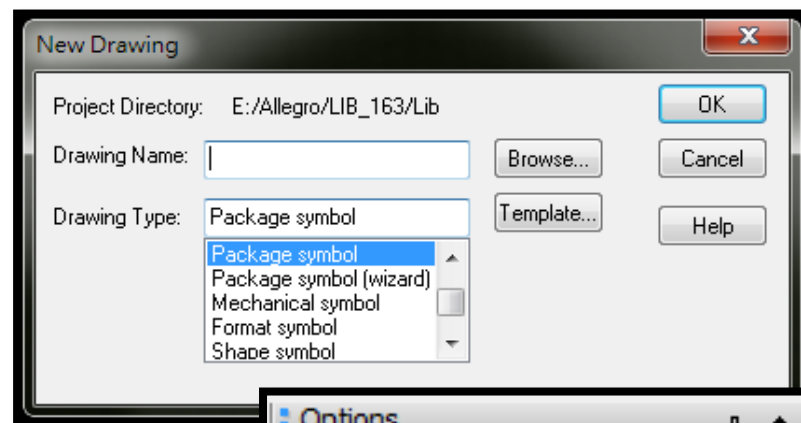 New Drawing
Project Directory: E:/Allegro/LIB_163/Lib
OK
Drawing Name:
Browse...
Cancel
Drawing Type:
Package symbol
Template...
Help
Package symbol
Package symbol (wizard)
Mechanical symbol
Format symbol
Shape symbol
Options